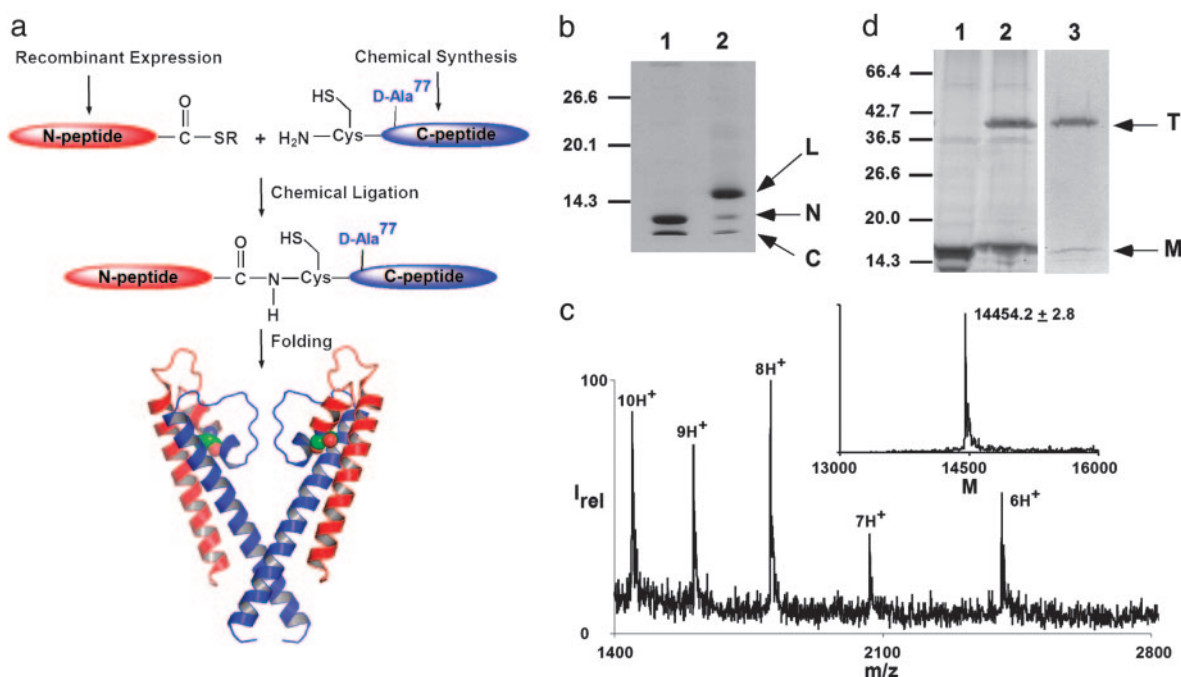 a
Recombinant Expression
Chemical Synthesis
HS
D-Ala77
O
N-peptide
C
SR
+
H2N
Cys
C-peptide
Chemical Ligation
HS
D-Ala77
O
N-peptide
C
N
H
Cys
C-peptide
Folding
b
1 2
26.6
20.1
14.3
L
N
C
d
1 2 3
66.4
42.7
36.5
26.6
20.0
14.3
T
M
c
100
Irel
0
10H+
9H+
8H+
7H+
6H+
1400 2100 2800
m/z
14454.2 ± 2.8
13000 14500 16000
M